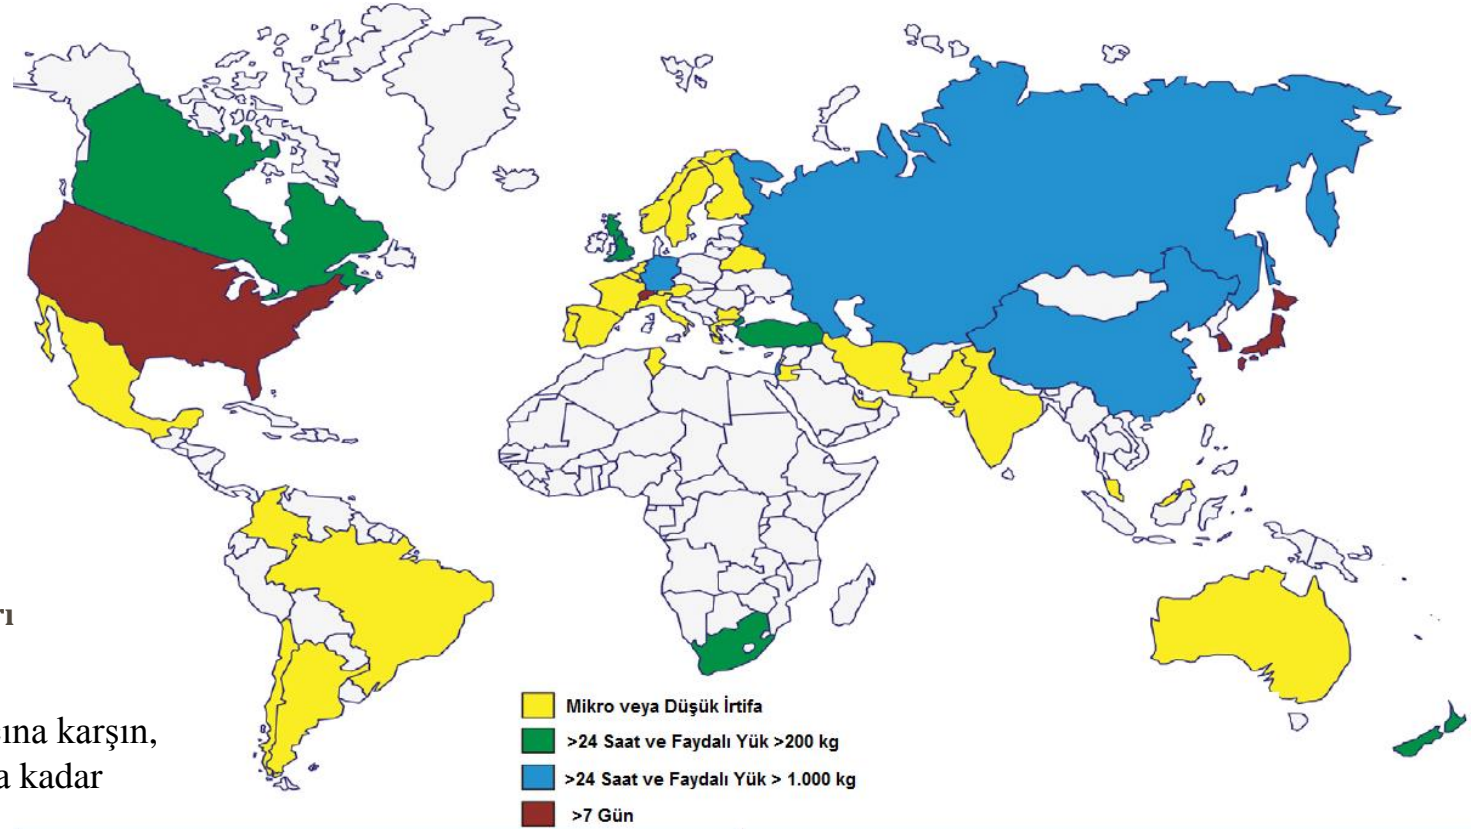 rı
ına karşın,
a kadar
Mikro veya Düşük İrtifa
>24 Saat ve Faydalı Yük >200 kg
>24 Saat ve Faydalı Yük > 1.000 kg
>7 Gün